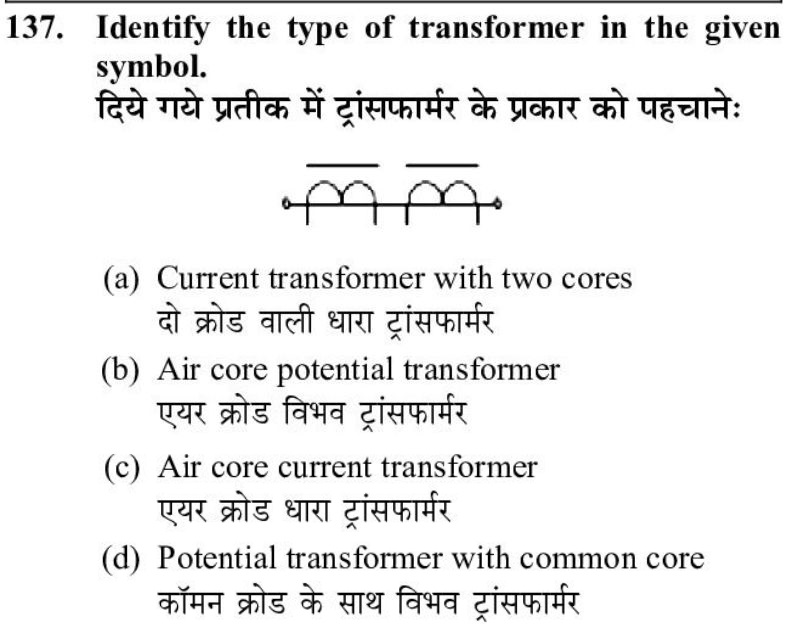 137. Identify the type of transformer in the given
symbol.
दिये गये प्रतीक में ट्रांसफार्मर के प्रकार को पहचानेः
(a) Current transformer with two cores
दो क्रोड वाली धारा ट्रांसफार्मर
(b) Air core potential transformer
एयर क्रोड विभव ट्रांसफार्मर
(c) Air core current transformer
एयर क्रोड धारा ट्रांसफार्मर
(d) Potential transformer with common core
कॉमन क्रोड के साथ विभव ट्रांसफार्मर